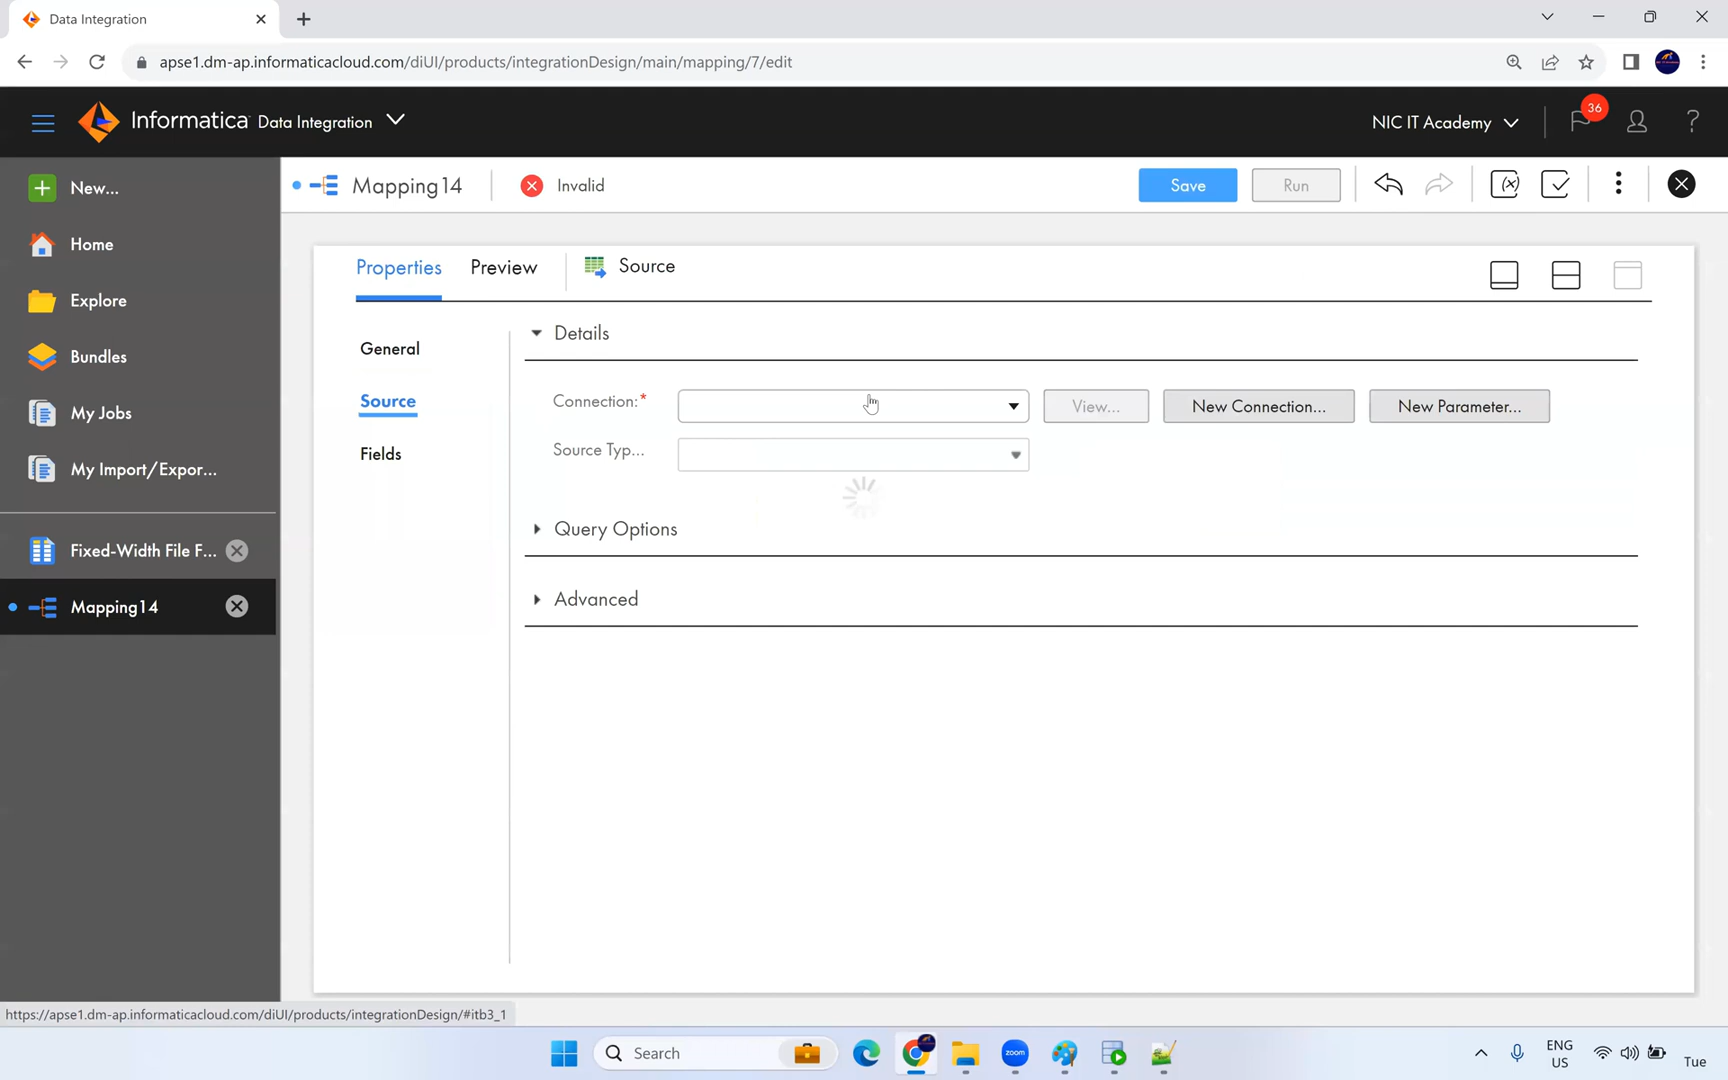 Data Integration
apse1.dm-ap.informaticacloud.com/diUI/products/integrationDesign/main/mapping/7/edit
Informatica Data Integration
NIC IT Academy
36
?
New...
Mapping14
Invalid
Save
Run
Home
Explore
Bundles
My Jobs
My Import/Expor...
Fixed-Width File F...
Mapping14
Properties
Preview
Source
General
Source
Fields
Details
Connection:*
View...
New Connection...
New Parameter...
Source Typ...
Query Options
Advanced
https://apse1.dm-ap.informaticacloud.com/diUI/products/integrationDesign/#itb3_1
Search
zoom
ENG
US
Tue